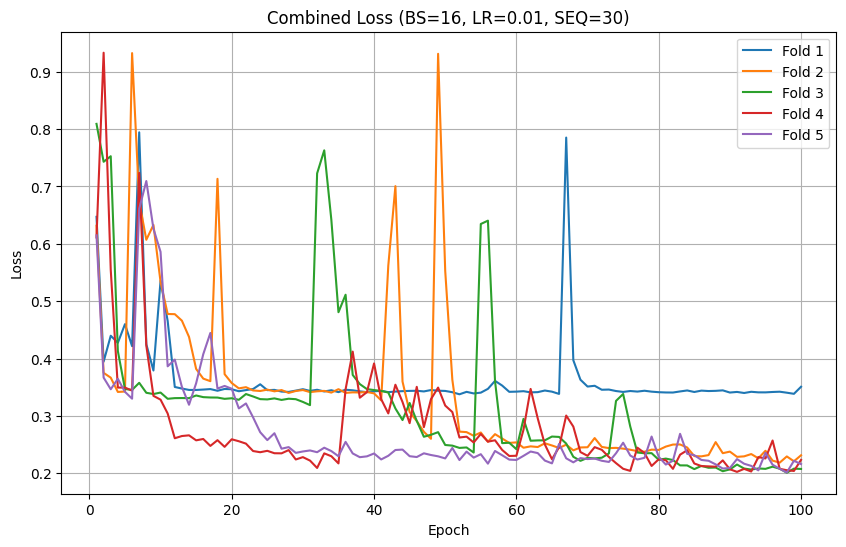 Combined Loss (BS=16, LR=0.01, SEQ=30)
Fold 1
Fold 2
Fold 3
Fold 4
Fold 5
Loss
0.9
0.8
0.7
0.6
0.5
0.4
0.3
0.2
0
20
40
60
80
100
Epoch